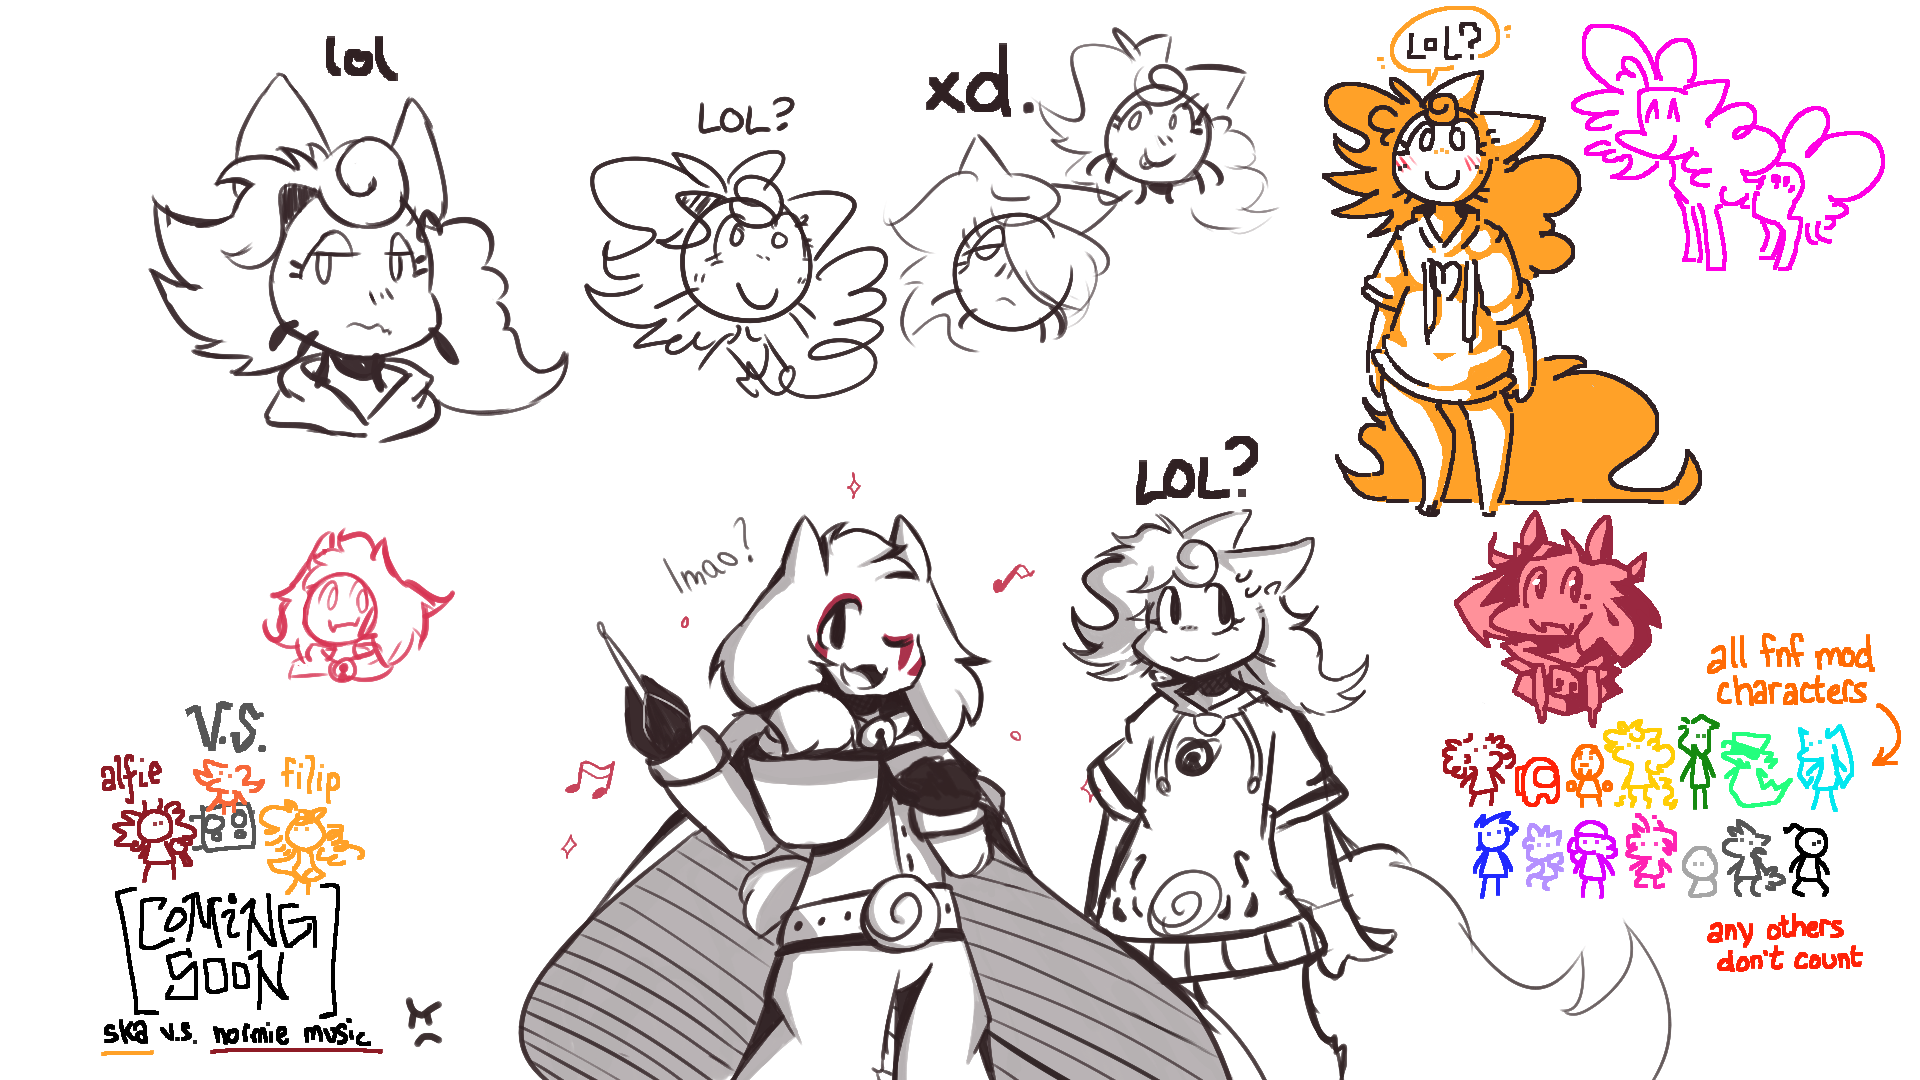 lol
LOL?
xd.
LOL?
LOL?
lmao?
all fnf mod
characters
V.S.
alfie
filip
[COMING
SOON]
ska v.s. normie music
any others
don't count